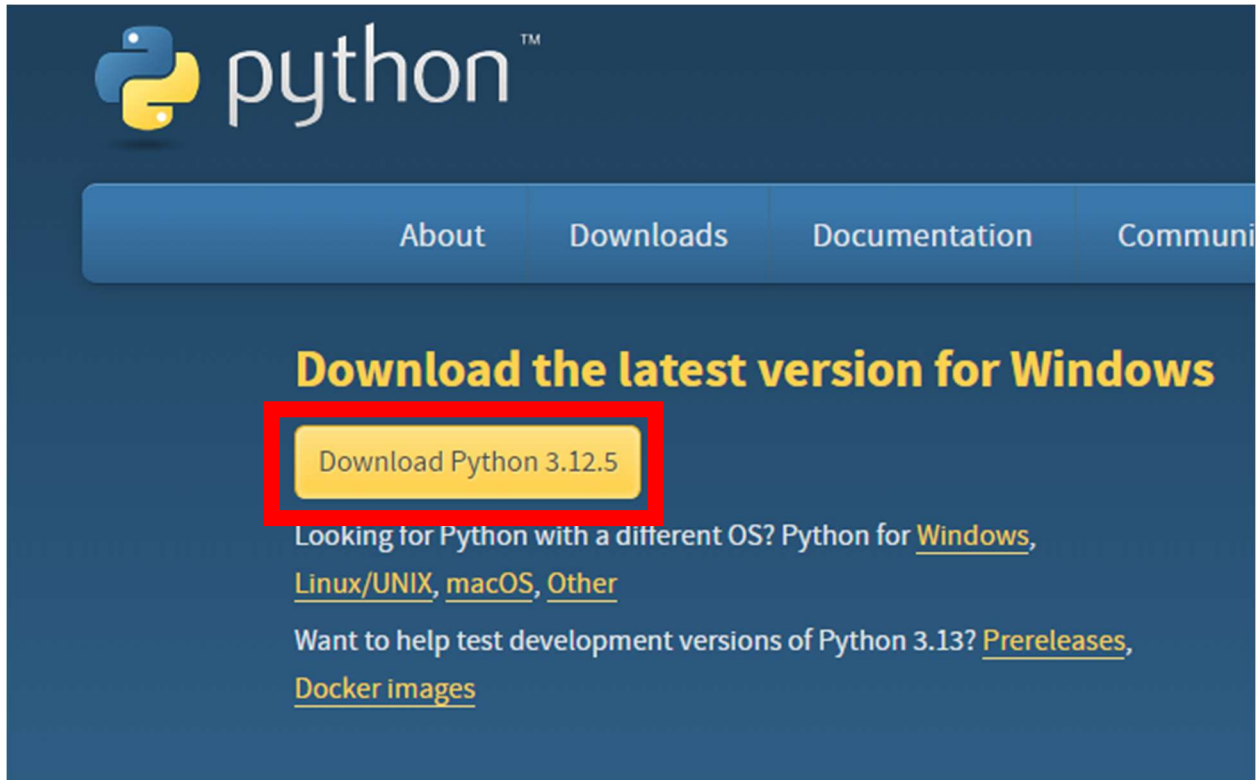 python™
About Downloads Documentation Communi
Download the latest version for Windows
Download Python 3.12.5
Looking for Python with a different OS? Python for Windows,
Linux/UNIX, macOS, Other
Want to help test development versions of Python 3.13? Prereleases,
Docker images